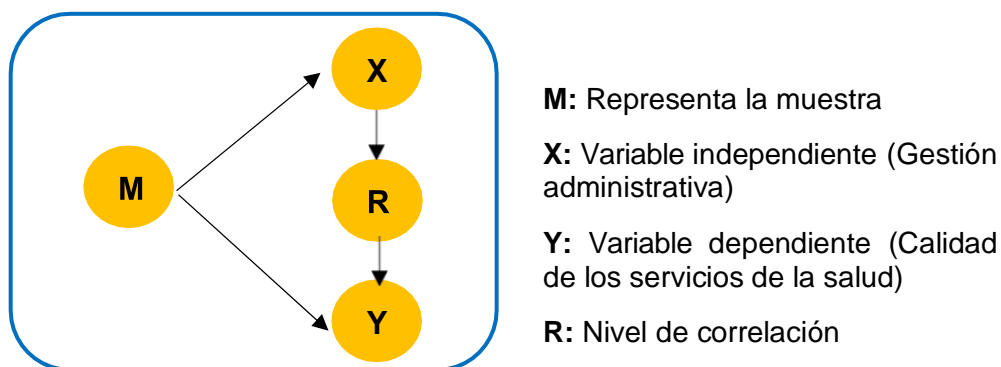 X
M
R
Y
M: Representa la muestra
X: Variable independiente (Gestión
administrativa)
Y: Variable dependiente (Calidad
de los servicios de la salud)
R: Nivel de correlación